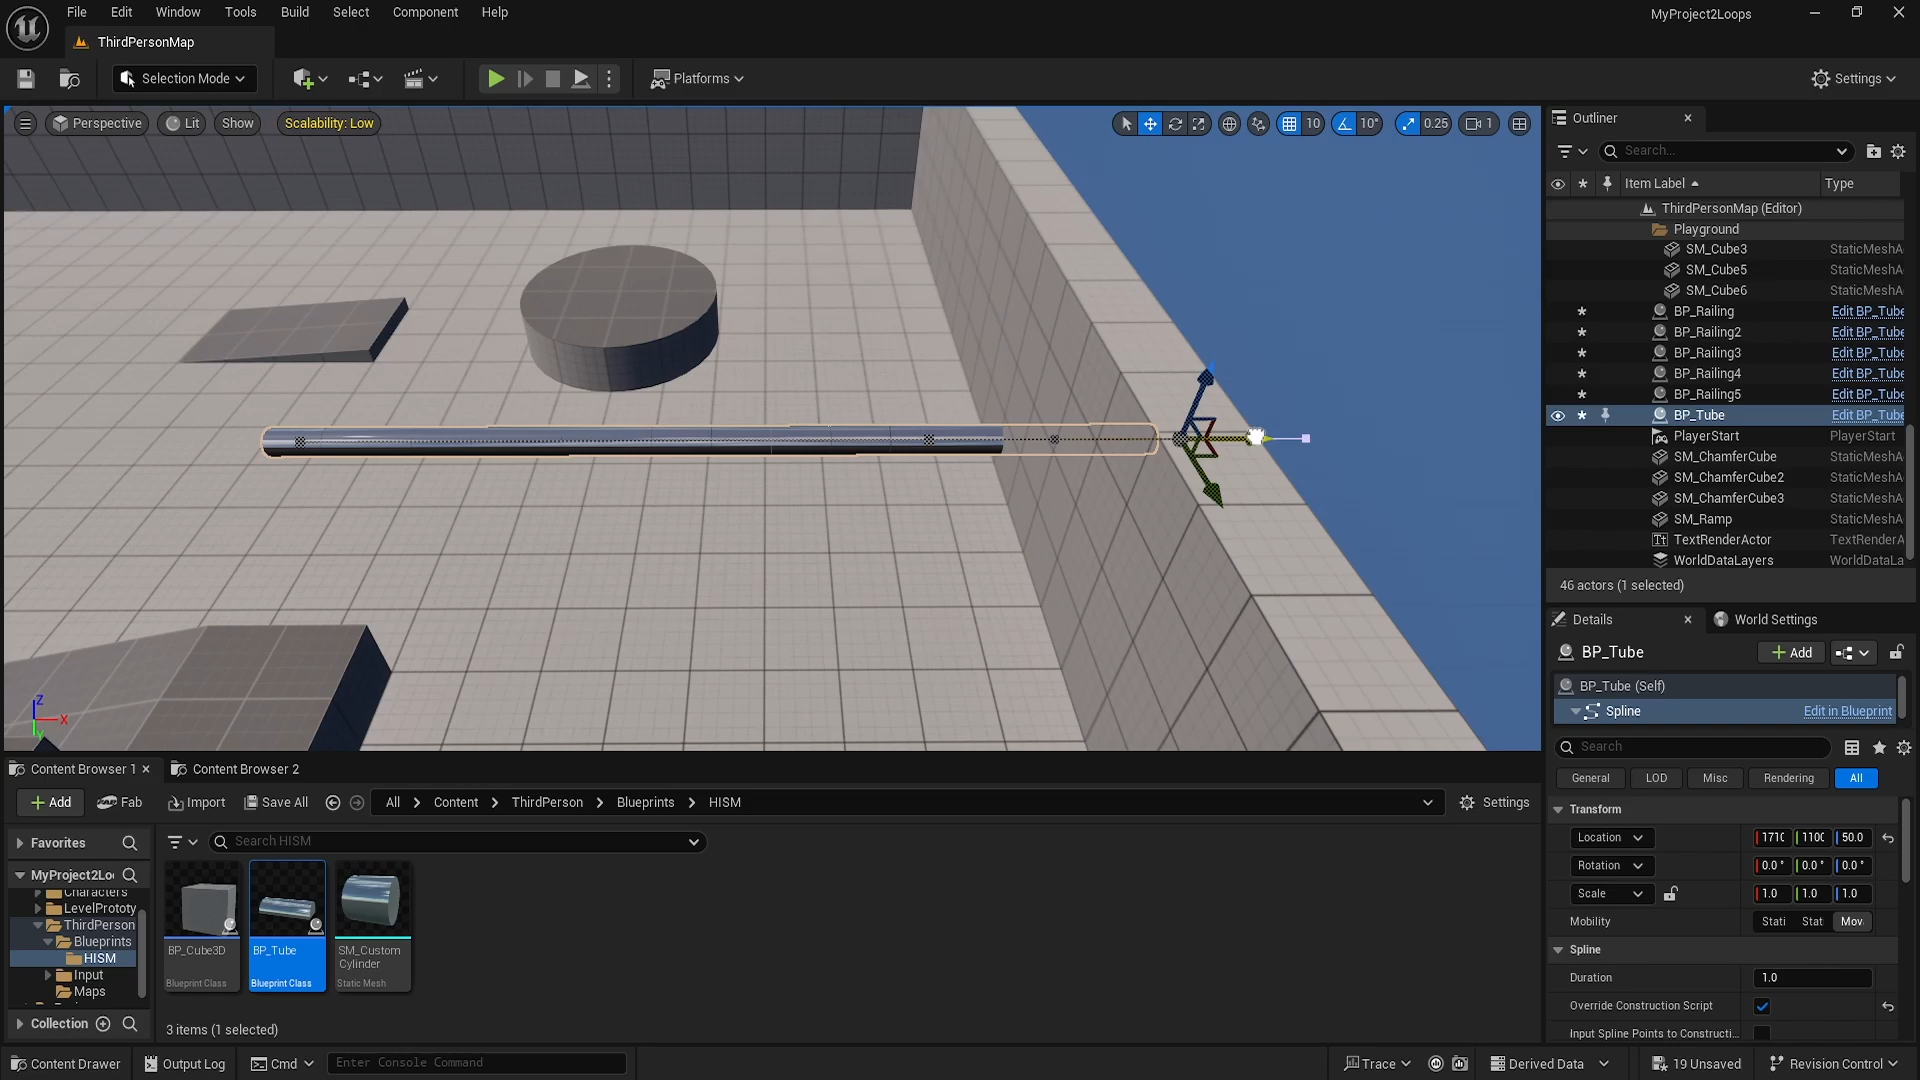 File Edit Window Tools Build Select Component Help
MyProject2Loops
ThirdPersonMap
Selection Mode
Platforms
Settings
Perspective Lit Show Scalability: Low
10 10° 0.25 1
Outliner
Search...
Item Label Type
ThirdPersonMap (Editor)
Playground
SM_Cube3 StaticMeshA
SM_Cube5 StaticMeshA
SM_Cube6 StaticMeshA
BP_Railing Edit BP_Tube
BP_Railing2 Edit BP_Tube
BP_Railing3 Edit BP_Tube
BP_Railing4 Edit BP_Tube
BP_Railing5 Edit BP_Tube
BP_Tube Edit BP_Tube
PlayerStart PlayerStart
SM_ChamferCube StaticMeshA
SM_ChamferCube2 StaticMeshA
SM_ChamferCube3 StaticMeshA
SM_Ramp StaticMeshA
TextRenderActor TextRenderA
WorldDataLayers WorldDataLa
46 actors (1 selected)
Details World Settings
BP_Tube Add
BP_Tube (Self)
Spline Edit in Blueprint
Search
General LOD Misc Rendering All
Transform
Location 171( 110( 50.0
Rotation 0.0 ° 0.0 ° 0.0 °
Scale 1.0 1.0 1.0
Mobility Stati Stat Mov
Spline
Duration 1.0
Override Construction Script
Input Spline Points to Constructi...
Z X Y
Content Browser 1 Content Browser 2
Add Fab Import Save All All Content ThirdPerson Blueprints HISM Settings
Favorites
Search HISM
MyProject2Lo
Characters
LevelPrototy
ThirdPerson
Blueprints
HISM
Input
Maps
Collection
BP_Cube3D
Blueprint Class
BP_Tube
Blueprint Class
SM_Custom
Cylinder
Static Mesh
3 items (1 selected)
Content Drawer Output Log Cmd Enter Console Command Trace Derived Data 19 Unsaved Revision Control